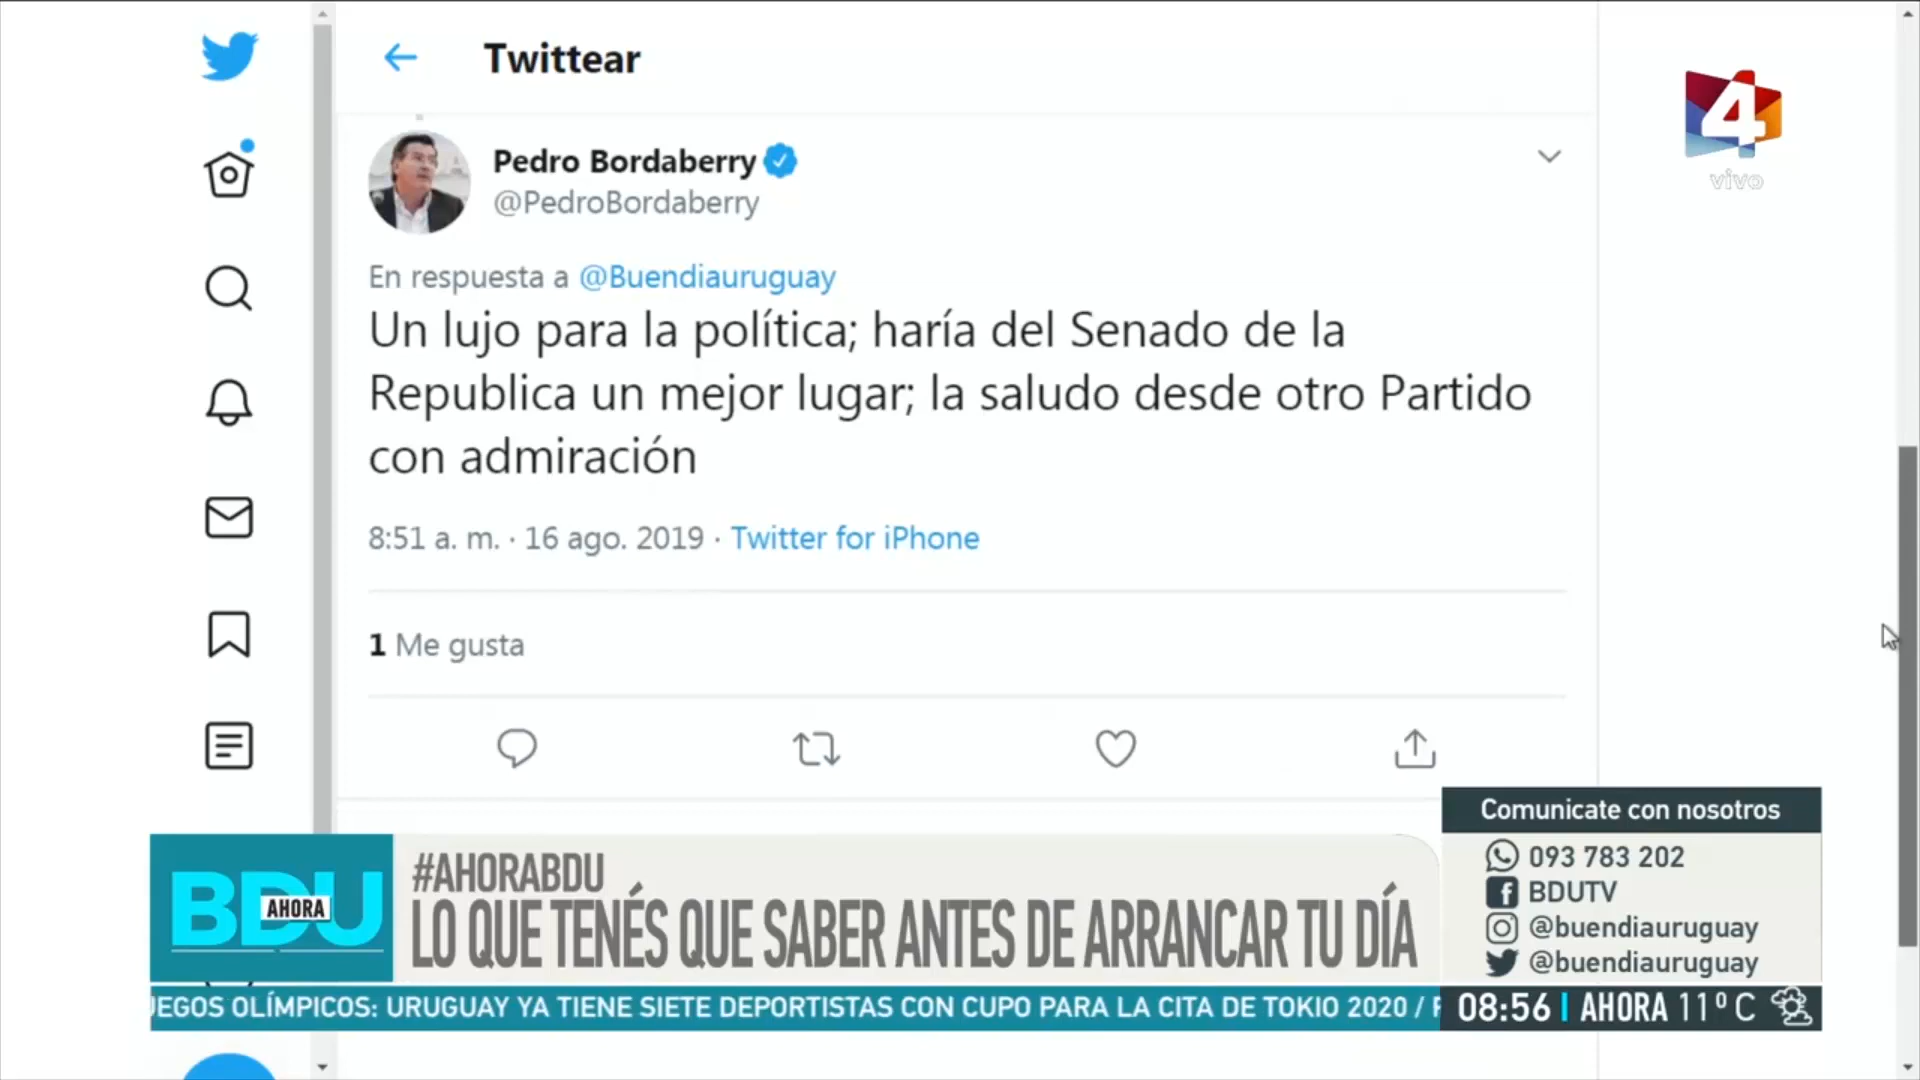 Twittear
4
vivo
Pedro Bordaberry
@PedroBordaberry
En respuesta a @Buendiauruguay
Un lujo para la política; haría del Senado de la
Republica un mejor lugar; la saludo desde otro Partido
con admiración
8:51 a. m. · 16 ago. 2019 · Twitter for iPhone
1 Me gusta
Comunicate con nosotros
093 783 202
BDUTV
@buendiauruguay
@buendiauruguay
BDU
AHORA
#AHORABDU
LO QUE TENÉS QUE SABER ANTES DE ARRANCAR TU DÍA
UEGOS OLÍMPICOS: URUGUAY YA TIENE SIETE DEPORTISTAS CON CUPO PARA LA CITA DE TOKIO 2020 /
08:56 | AHORA 11º C